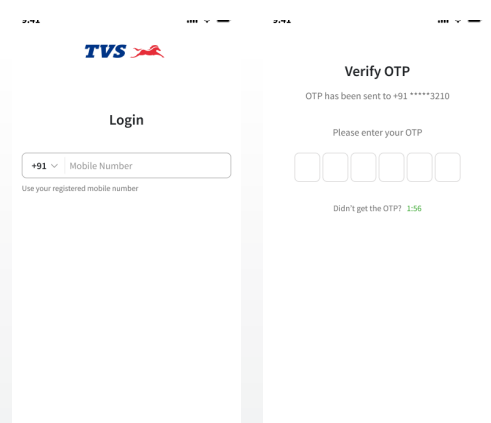 9:41
TVS
Login
+91 Mobile Number
Use your registered mobile number
9:41
Verify OTP
OTP has been sent to +91 *****3210
Please enter your OTP
Didn't get the OTP? 1:56